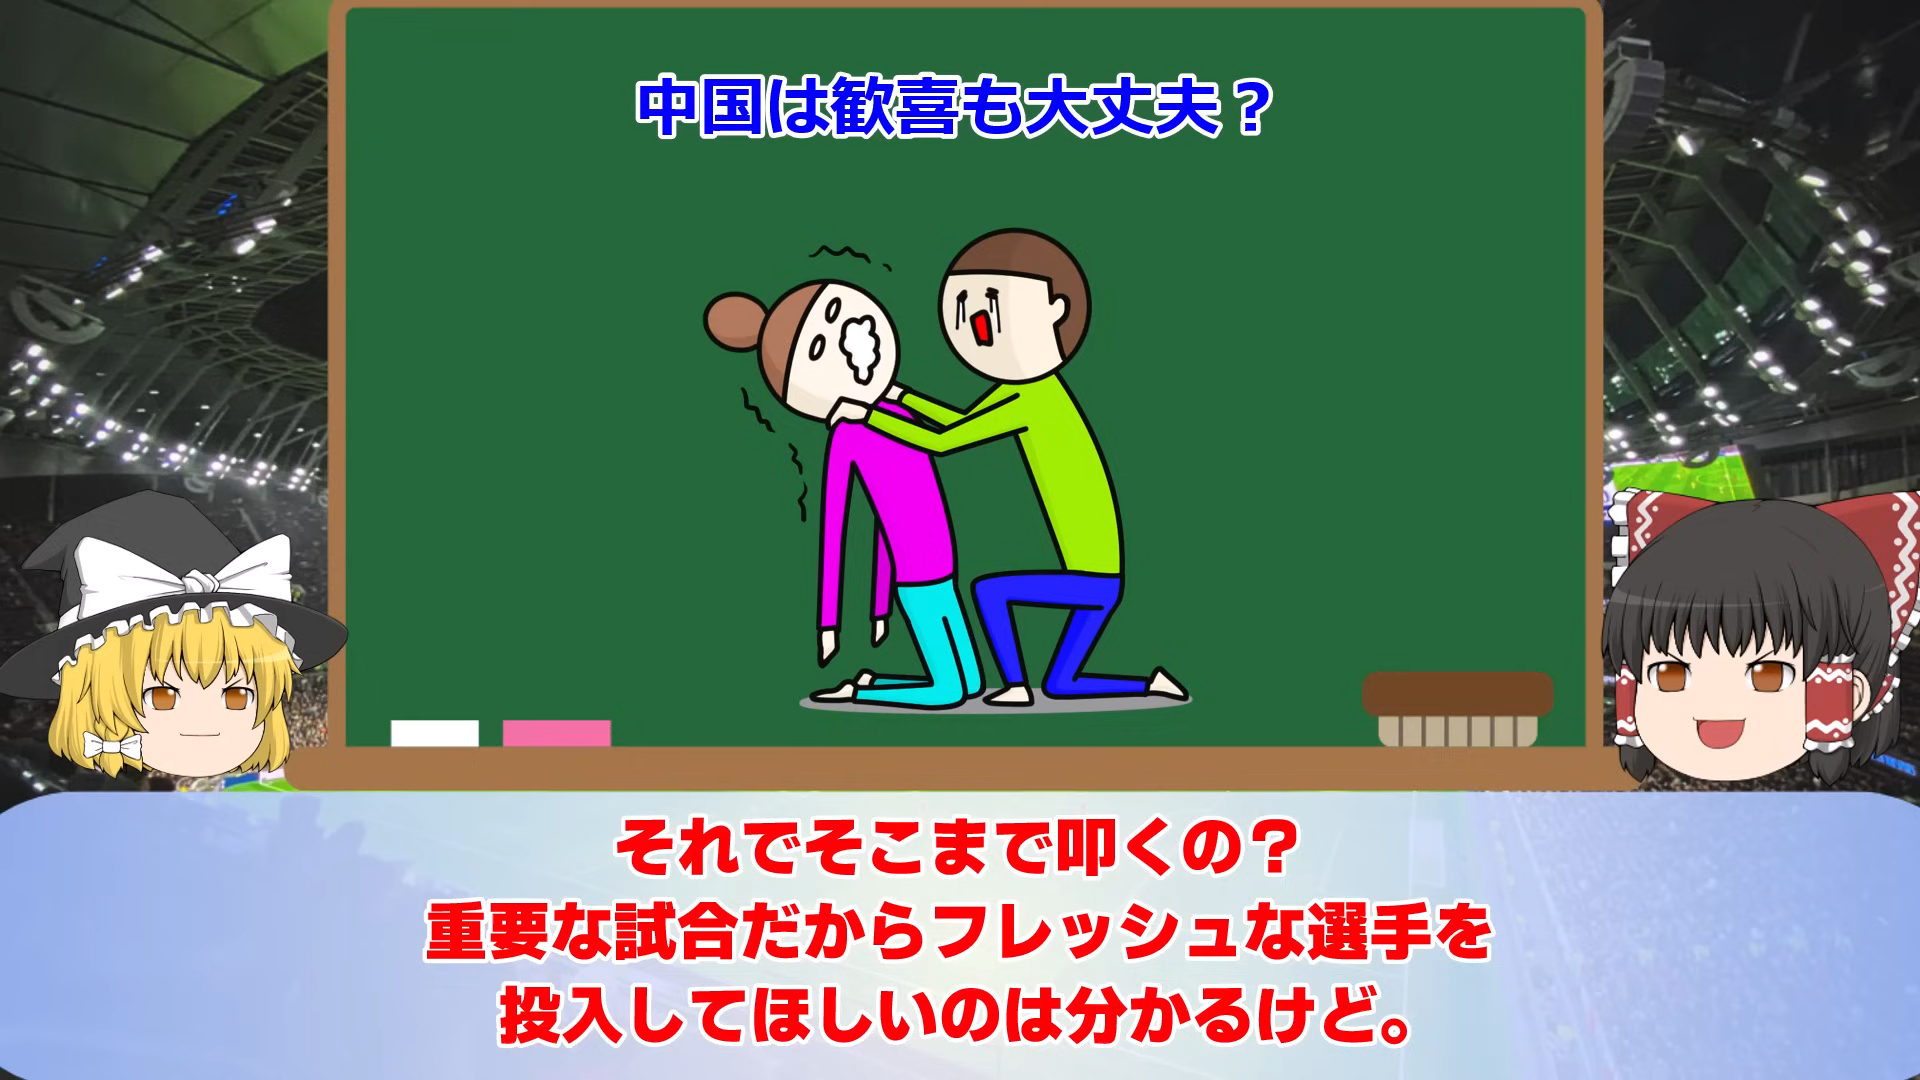 中国は歓喜も大丈夫？
それでそこまで叩くの？
重要な試合だからフレッシュな選手を
投入してほしいのは分かるけど。